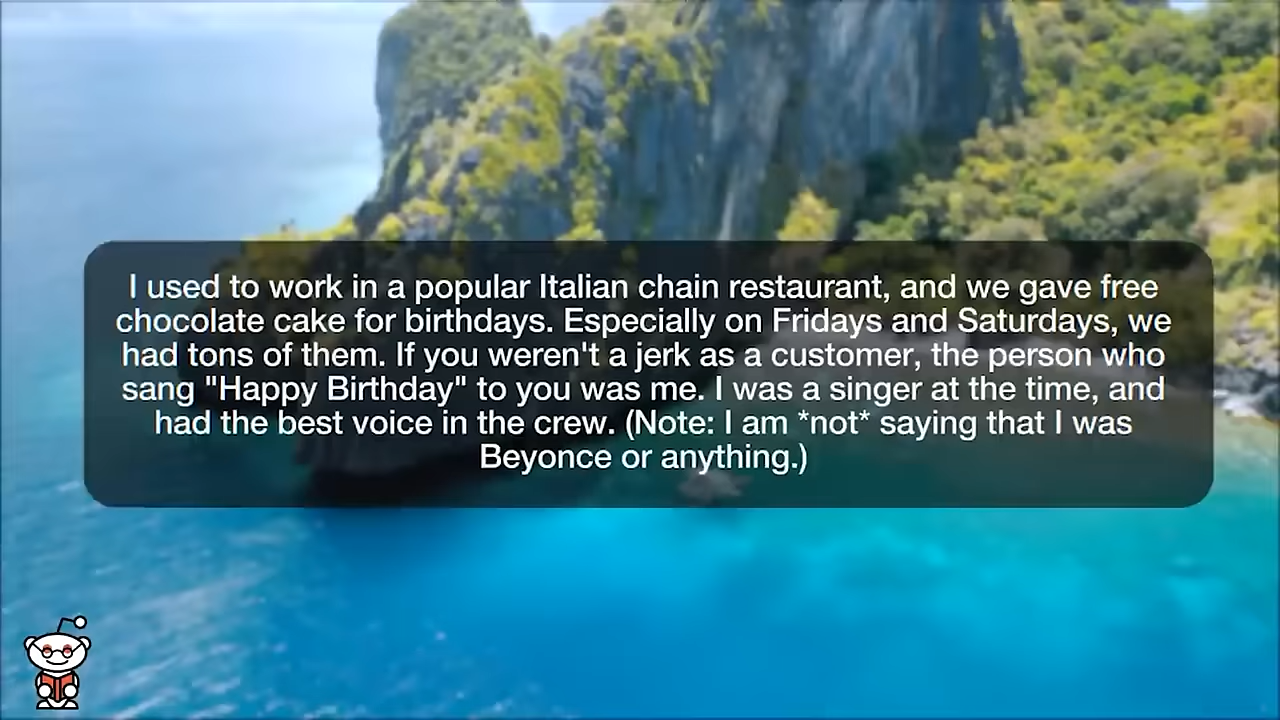 I used to work in a popular Italian chain restaurant, and we gave free
chocolate cake for birthdays. Especially on Fridays and Saturdays, we
had tons of them. If you weren't a jerk as a customer, the person who
sang "Happy Birthday" to you was me. I was a singer at the time, and
had the best voice in the crew. (Note: I am *not* saying that I was
Beyonce or anything.)